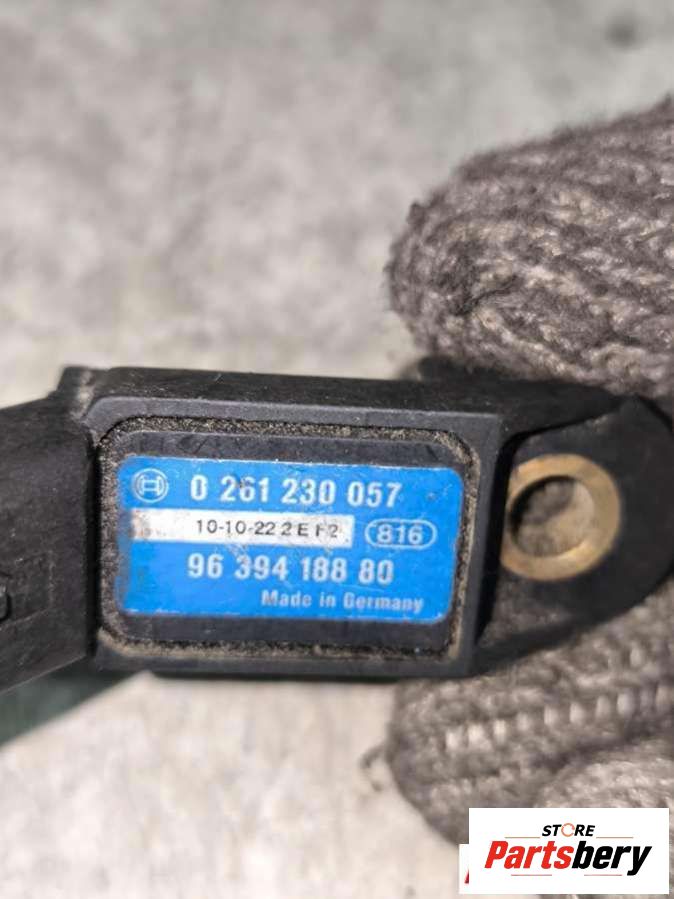 0 261 230 057
10-10-22 2 E F2 816
96 394 188 80
Made in Germany
STORE
Partsbery